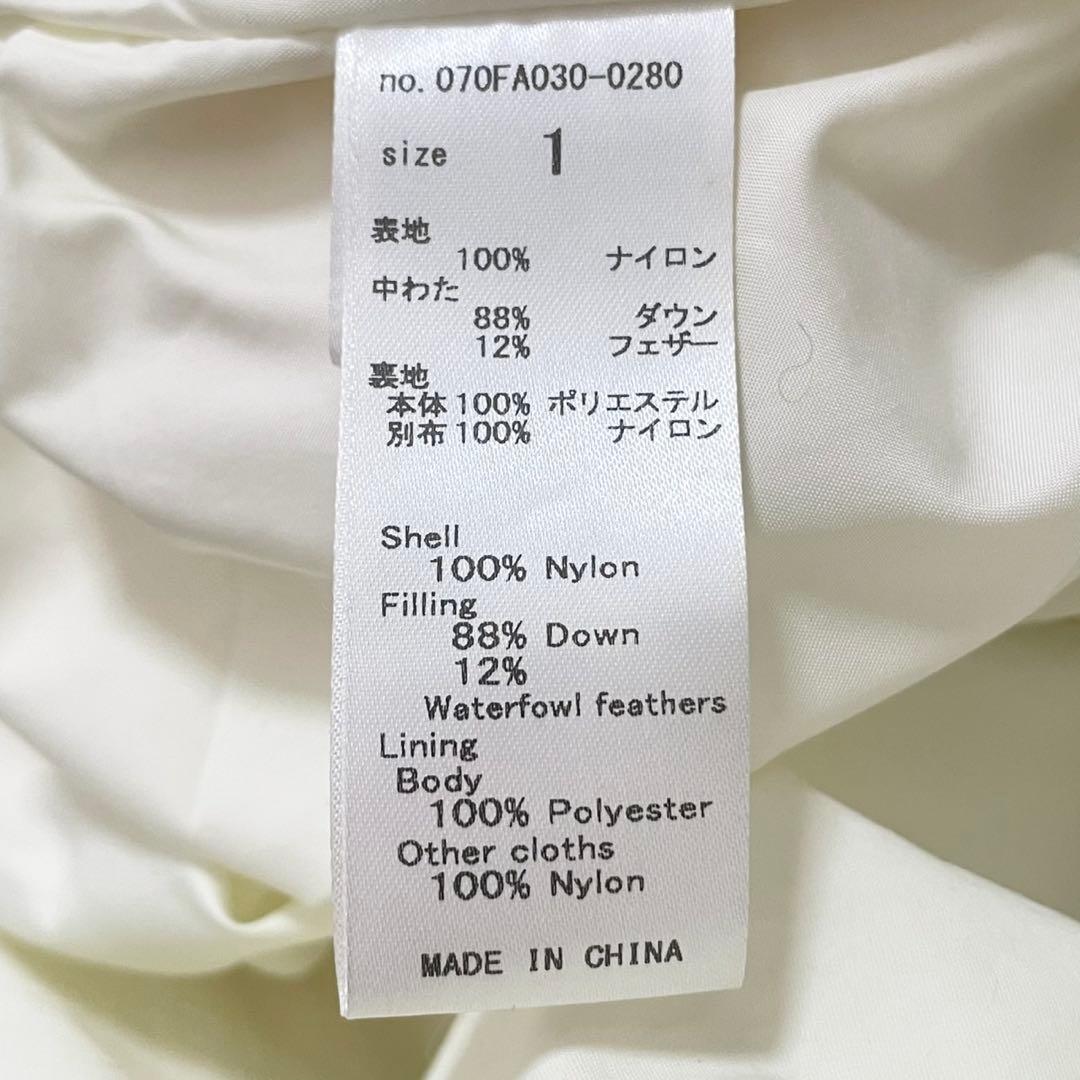 no. 070FA030-0280
size 1
表地
100% ナイロン
中わた
88% ダウン
12% フェザー
裏地
本体 100% ポリエステル
別布 100% ナイロン
Shell
100% Nylon
Filling
88% Down
12%
Waterfowl feathers
Lining
Body
100% Polyester
Other cloths
100% Nylon
MADE IN CHINA